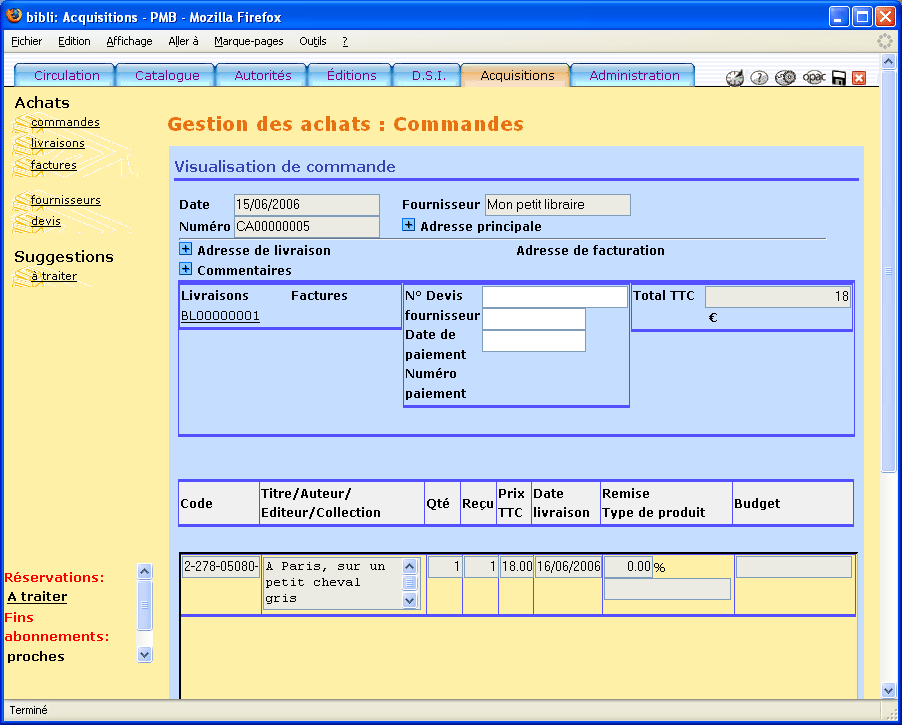 bibli: Acquisitions - PMB - Mozilla Firefox
Fichier Edition Affichage Aller à Marque-pages Outils ?
Circulation Catalogue Autorités Éditions D.S.I. Acquisitions Administration opac
Achats
commandes
livraisons
factures
fournisseurs
devis
Suggestions
à traiter
Réservations:
A traiter
Fins
abonnements:
proches
Gestion des achats : Commandes
Visualisation de commande
Date 15/06/2006 Fournisseur Mon petit libraire
Numéro CA00000005 Adresse principale
Adresse de livraison Adresse de facturation
Commentaires
Livraisons Factures
BL00000001
N° Devis
fournisseur
Date de
paiement
Numéro
paiement
Total TTC 18
€
Code Titre/Auteur/ Qté Reçu Prix Date Remise Budget
Editeur/Collection TTC livraison Type de produit
2-278-05080- A Paris, sur un 1 1 18.00 16/06/2006 0.00 %
petit cheval
gris
Terminé